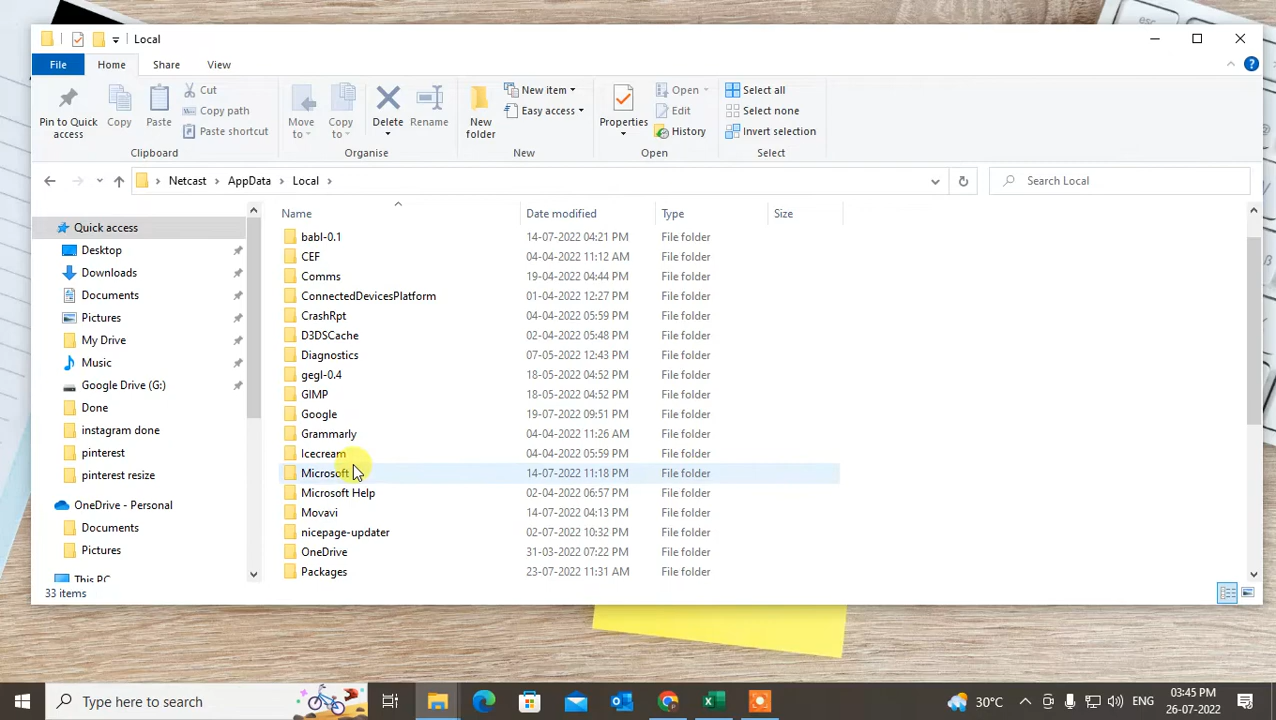 Local
File Home Share View
Pin to Quick access
Copy
Paste
Cut
Copy path
Paste shortcut
Clipboard
Move to
Copy to
Delete
Rename
Organise
New folder
New item
Easy access
New
Properties
Open
Edit
History
Open
Select all
Select none
Invert selection
Select
Netcast AppData Local
Search Local
Quick access
Desktop
Downloads
Documents
Pictures
My Drive
Music
Google Drive (G:)
Done
instagram done
pinterest
pinterest resize
OneDrive - Personal
Documents
Pictures
This PC
Name Date modified Type Size
babl-0.1 14-07-2022 04:21 PM File folder
CEF 04-04-2022 11:12 AM File folder
Comms 19-04-2022 04:44 PM File folder
ConnectedDevicesPlatform 01-04-2022 12:27 PM File folder
CrashRpt 04-04-2022 05:59 PM File folder
D3DSCache 02-04-2022 05:48 PM File folder
Diagnostics 07-05-2022 12:43 PM File folder
gegl-0.4 18-05-2022 04:52 PM File folder
GIMP 18-05-2022 04:52 PM File folder
Google 19-07-2022 09:51 PM File folder
Grammarly 04-04-2022 11:26 AM File folder
Icecream 04-04-2022 05:59 PM File folder
Microsoft 14-07-2022 11:18 PM File folder
Microsoft Help 02-04-2022 06:57 PM File folder
Movavi 14-07-2022 04:13 PM File folder
nicepage-updater 02-07-2022 10:32 PM File folder
OneDrive 31-03-2022 07:22 PM File folder
Packages 23-07-2022 11:31 AM File folder
33 items
Type here to search
30°C
ENG
03:45 PM
26-07-2022
esc